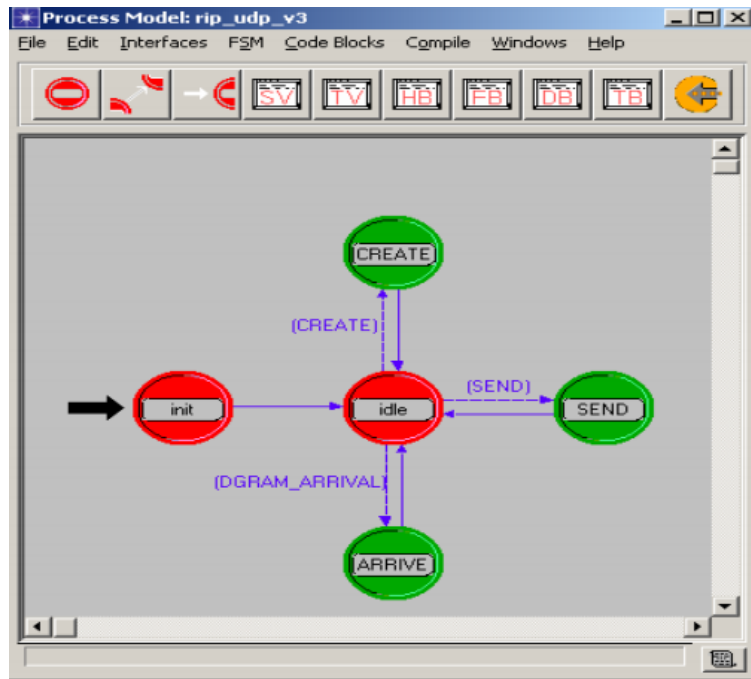 Process Model: rip_udp_v3
File Edit Interfaces FSM Code Blocks Compile Windows Help
SV TV HB FB DB TB
CREATE
(CREATE)
(SEND)
init idle SEND
(DGRAM_ARRIVAL)
ARRIVE